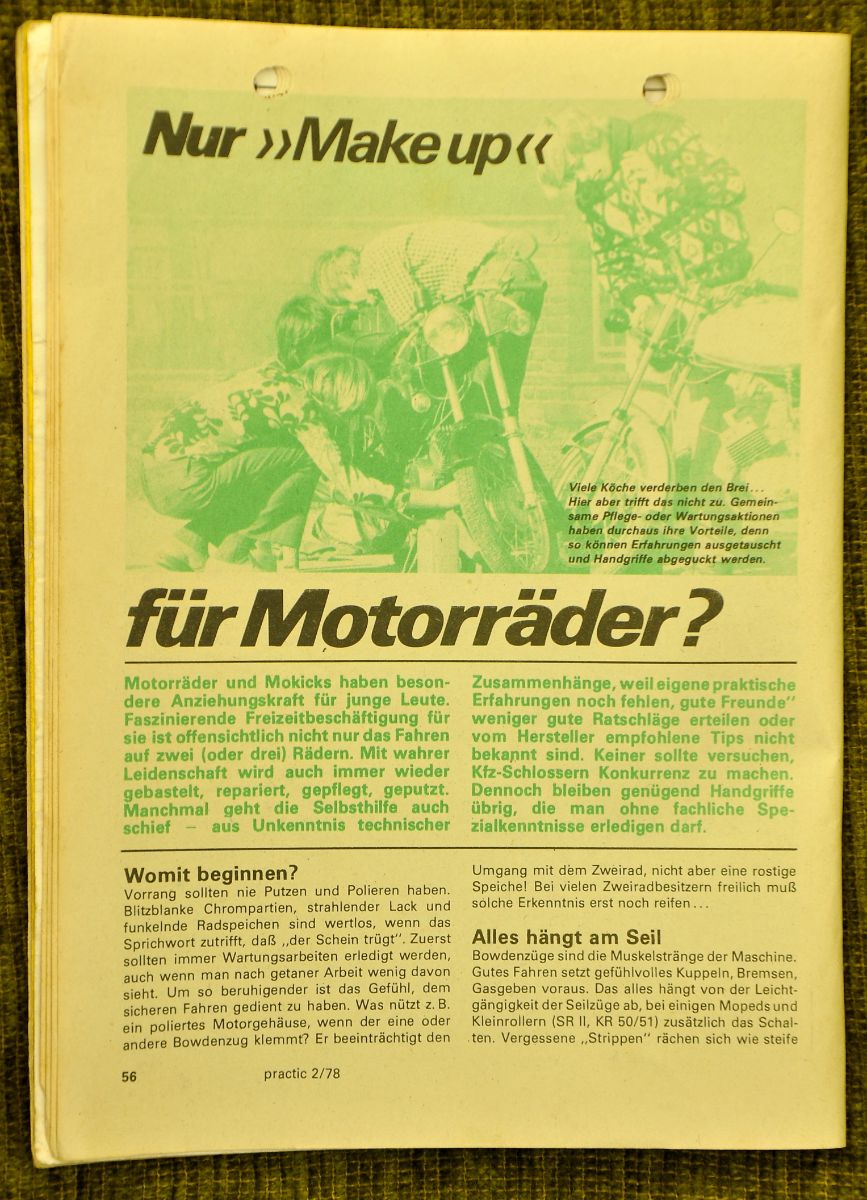 Nur »Make up«
Viele Köche verderben den Brei...
Hier aber trifft das nicht zu. Gemein-
same Pflege- oder Wartungsaktionen
haben durchaus ihre Vorteile, denn
so können Erfahrungen ausgetauscht
und Handgriffe abgeguckt werden.
für Motorräder?
Motorräder und Mokicks haben beson-
dere Anziehungskraft für junge Leute.
Faszinierende Freizeitbeschäftigung für
sie ist offensichtlich nicht nur das Fahren
auf zwei (oder drei) Rädern. Mit wahrer
Leidenschaft wird auch immer wieder
gebastelt, repariert, gepflegt, geputzt.
Manchmal geht die Selbsthilfe auch
schief – aus Unkenntnis technischer
Zusammenhänge, weil eigene praktische
Erfahrungen noch fehlen, gute Freunde"
weniger gute Ratschläge erteilen oder
vom Hersteller empfohlene Tips nicht
bekannt sind. Keiner sollte versuchen,
Kfz-Schlossern Konkurrenz zu machen.
Dennoch bleiben genügend Handgriffe
übrig, die man ohne fachliche Spe-
zialkenntnisse erledigen darf.
Womit beginnen?
Vorrang sollten nie Putzen und Polieren haben.
Blitzblanke Chrompartien, strahlender Lack und
funkelnde Radspeichen sind wertlos, wenn das
Sprichwort zutrifft, daß „der Schein trügt". Zuerst
sollten immer Wartungsarbeiten erledigt werden,
auch wenn man nach getaner Arbeit wenig davon
sieht. Um so beruhigender ist das Gefühl, dem
sicheren Fahren gedient zu haben. Was nützt z. B.
ein poliertes Motorgehäuse, wenn der eine oder
andere Bowdenzug klemmt? Er beeinträchtigt den
Umgang mit dem Zweirad, nicht aber eine rostige
Speiche! Bei vielen Zweiradbesitzern freilich muß
solche Erkenntnis erst noch reifen...
Alles hängt am Seil
Bowdenzüge sind die Muskelstränge der Maschine.
Gutes Fahren setzt gefühlvolles Kuppeln, Bremsen,
Gasgeben voraus. Das alles hängt von der Leicht-
gängigkeit der Seilzüge ab, bei einigen Mopeds und
Kleinrollern (SR II, KR 50/51) zusätzlich das Schal-
ten. Vergessene „Strippen" rächen sich wie steife
56
practic 2/78